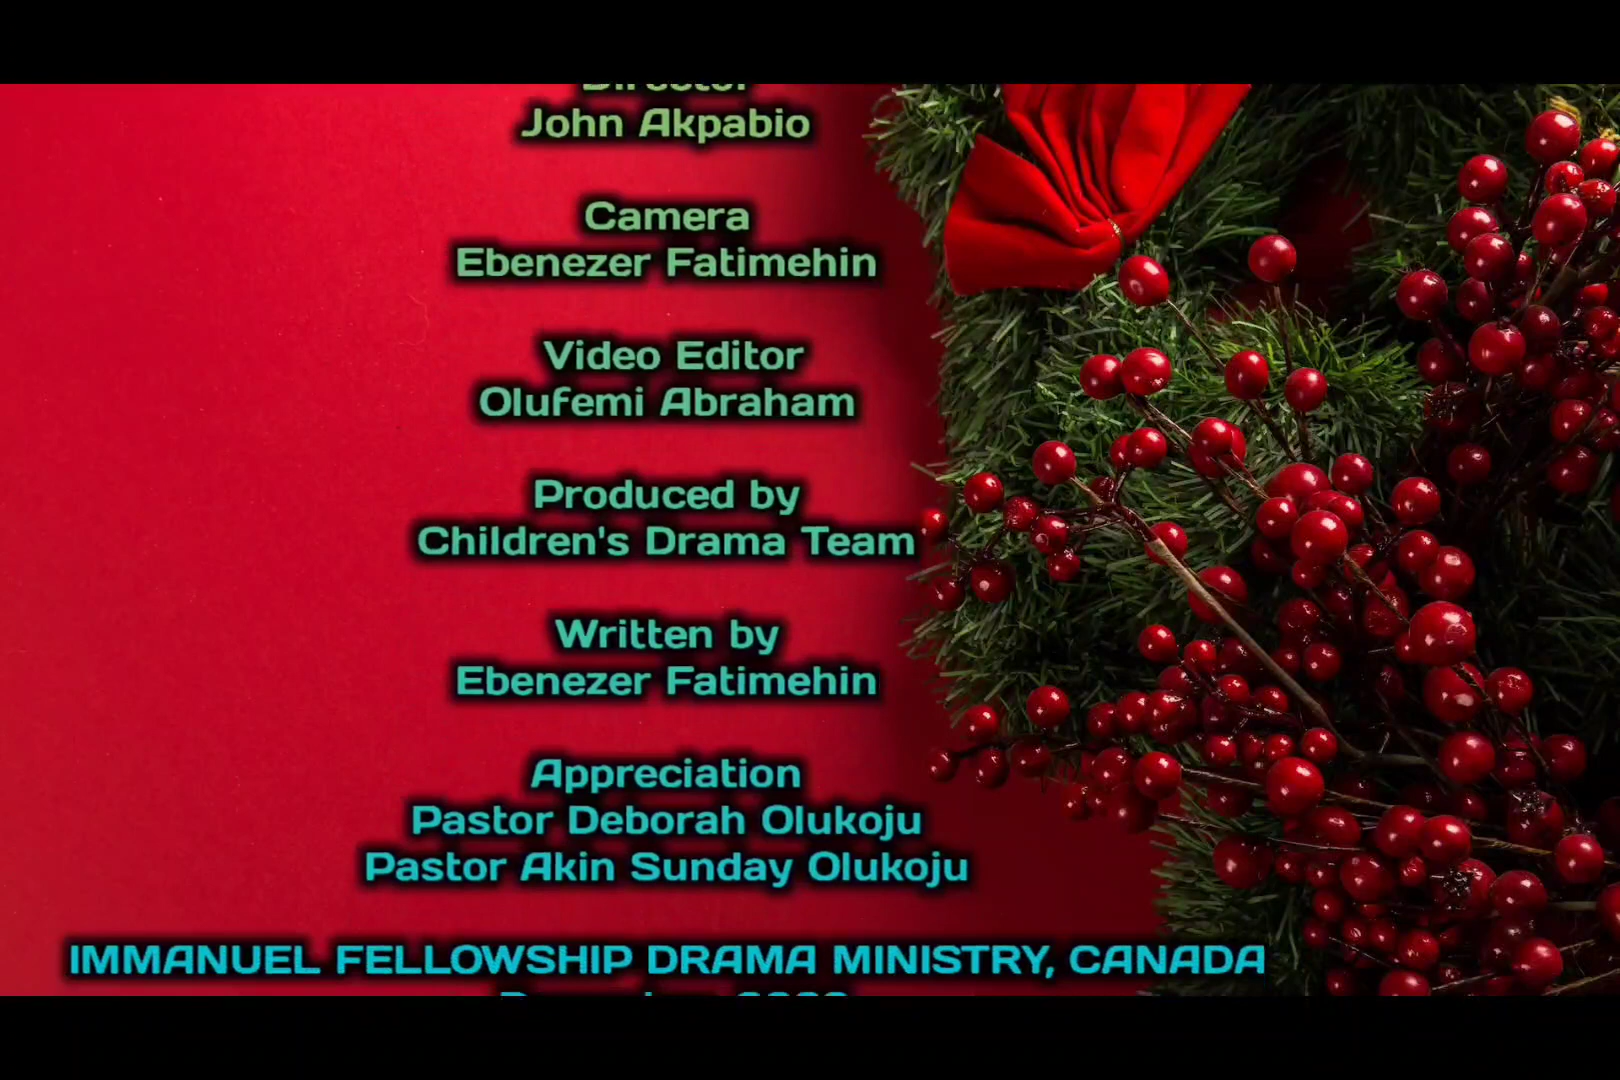 Director
John Akpabio
Camera
Ebenezer Fatimehin
Video Editor
Olufemi Abraham
Produced by
Children's Drama Team
Written by
Ebenezer Fatimehin
Appreciation
Pastor Deborah Olukoju
Pastor Akin Sunday Olukoju
IMMANUEL FELLOWSHIP DRAMA MINISTRY, CANADA